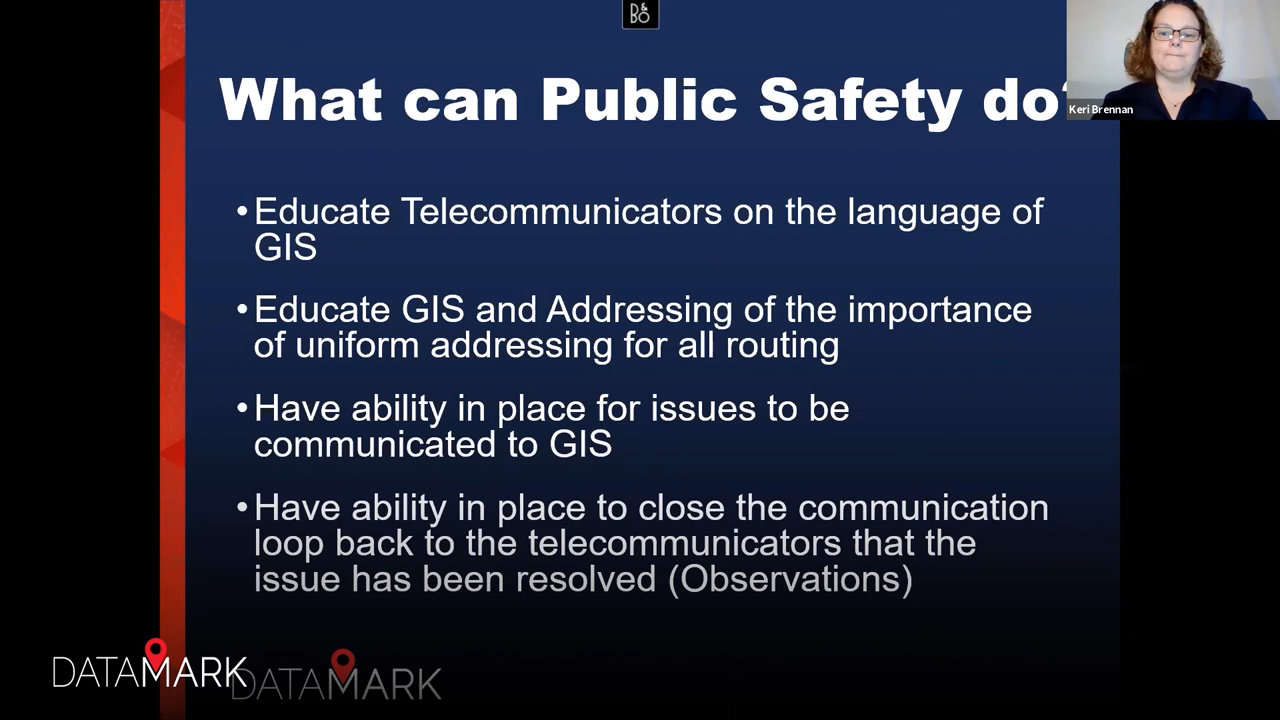 B&O
What can Public Safety do?
Keri Brennan
•Educate Telecommunicators on the language of
GIS
•Educate GIS and Addressing of the importance
of uniform addressing for all routing
•Have ability in place for issues to be
communicated to GIS
•Have ability in place to close the communication
loop back to the telecommunicators that the
issue has been resolved (Observations)
DATAMARK
DATAMARK